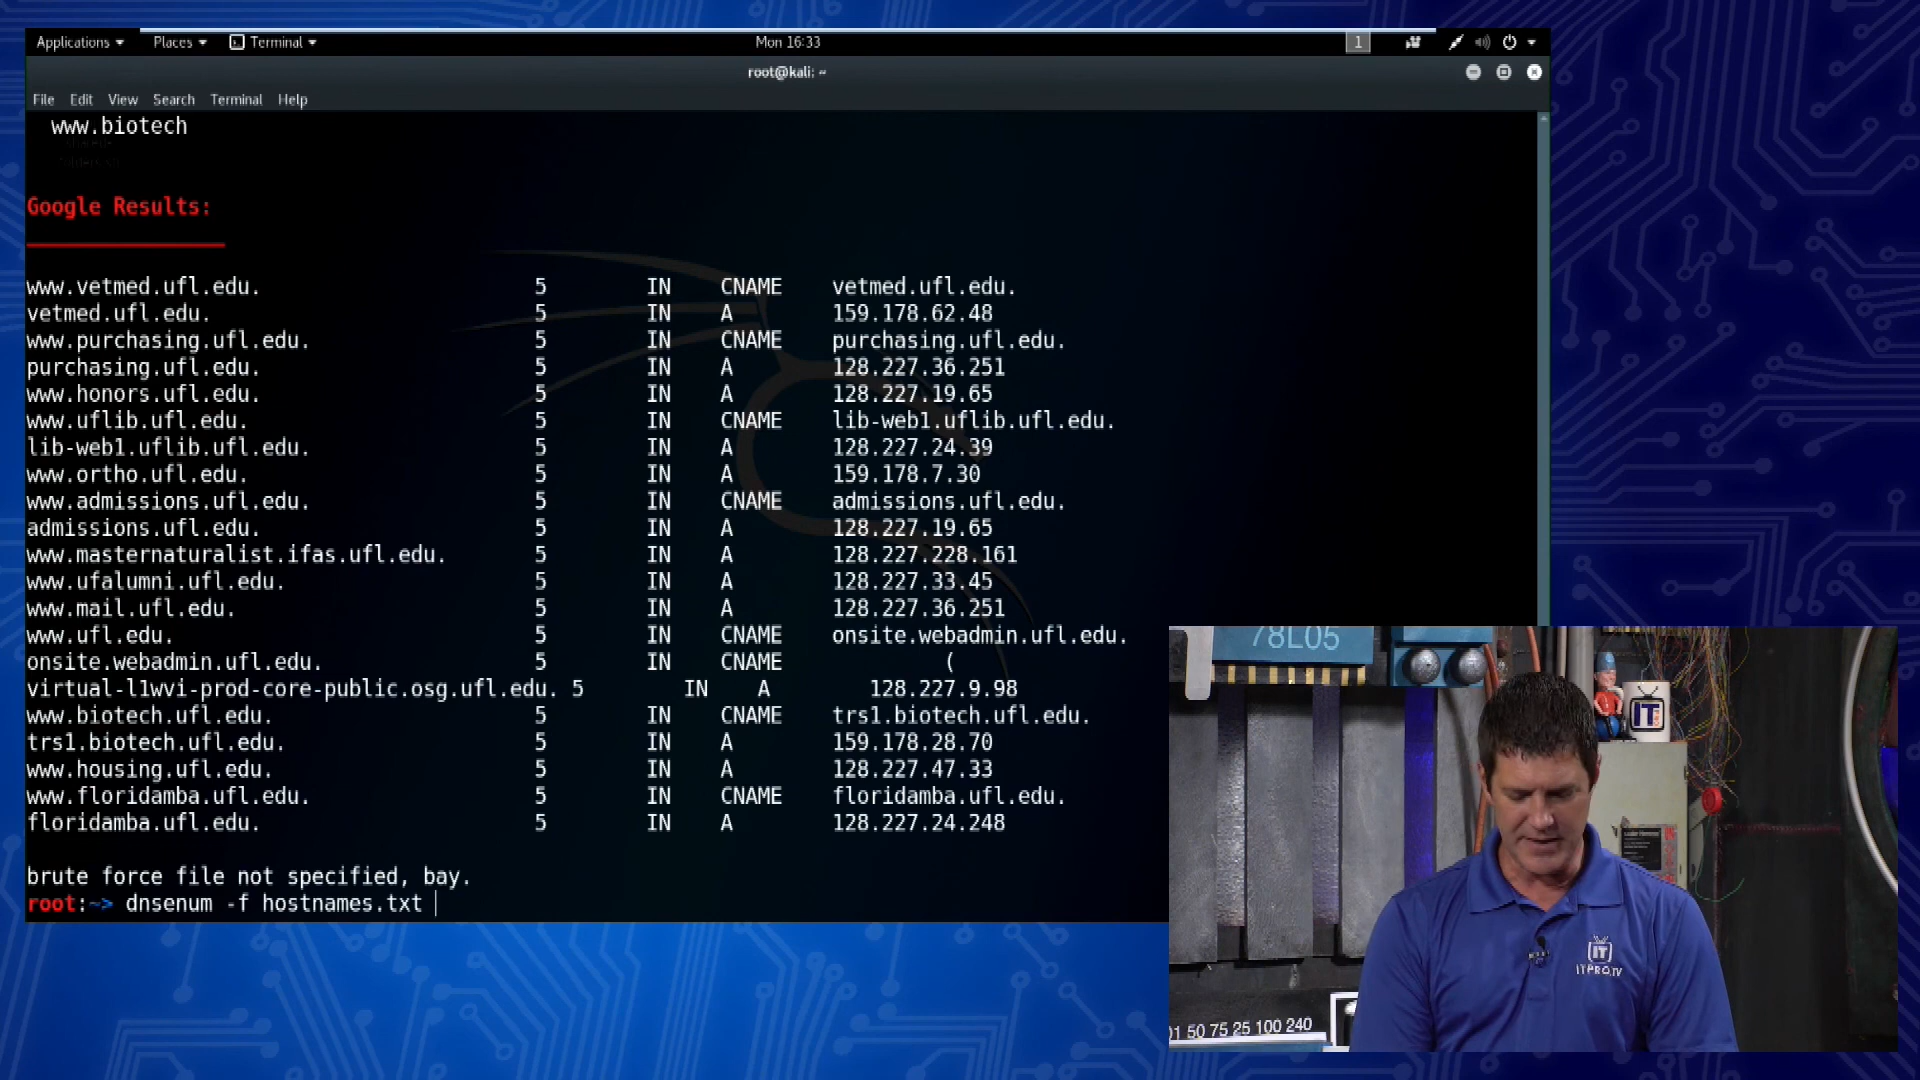 Applications Places Terminal Mon 16:33 1
root@kali: ~
File Edit View Search Terminal Help
www.biotech
Google Results:
www.vetmed.ufl.edu. 5 IN CNAME vetmed.ufl.edu.
vetmed.ufl.edu. 5 IN A 159.178.62.48
www.purchasing.ufl.edu. 5 IN CNAME purchasing.ufl.edu.
purchasing.ufl.edu. 5 IN A 128.227.36.251
www.honors.ufl.edu. 5 IN A 128.227.19.65
www.uflib.ufl.edu. 5 IN CNAME lib-web1.uflib.ufl.edu.
lib-web1.uflib.ufl.edu. 5 IN A 128.227.24.39
www.ortho.ufl.edu. 5 IN A 159.178.7.30
www.admissions.ufl.edu. 5 IN CNAME admissions.ufl.edu.
admissions.ufl.edu. 5 IN A 128.227.19.65
www.masternaturalist.ifas.ufl.edu. 5 IN A 128.227.228.161
www.ufalumni.ufl.edu. 5 IN A 128.227.33.45
www.mail.ufl.edu. 5 IN A 128.227.36.251
www.ufl.edu. 5 IN CNAME onsite.webadmin.ufl.edu.
onsite.webadmin.ufl.edu. 5 IN CNAME (
virtual-l1wvi-prod-core-public.osg.ufl.edu. 5 IN A 128.227.9.98
www.biotech.ufl.edu. 5 IN CNAME trs1.biotech.ufl.edu.
trs1.biotech.ufl.edu. 5 IN A 159.178.28.70
www.housing.ufl.edu. 5 IN A 128.227.47.33
www.floridamba.ufl.edu. 5 IN CNAME floridamba.ufl.edu.
floridamba.ufl.edu. 5 IN A 128.227.24.248
brute force file not specified, bay.
root:~> dnsenum -f hostnames.txt
78L05
IT
IT
ITPRO.TV
50 75 25 100 240